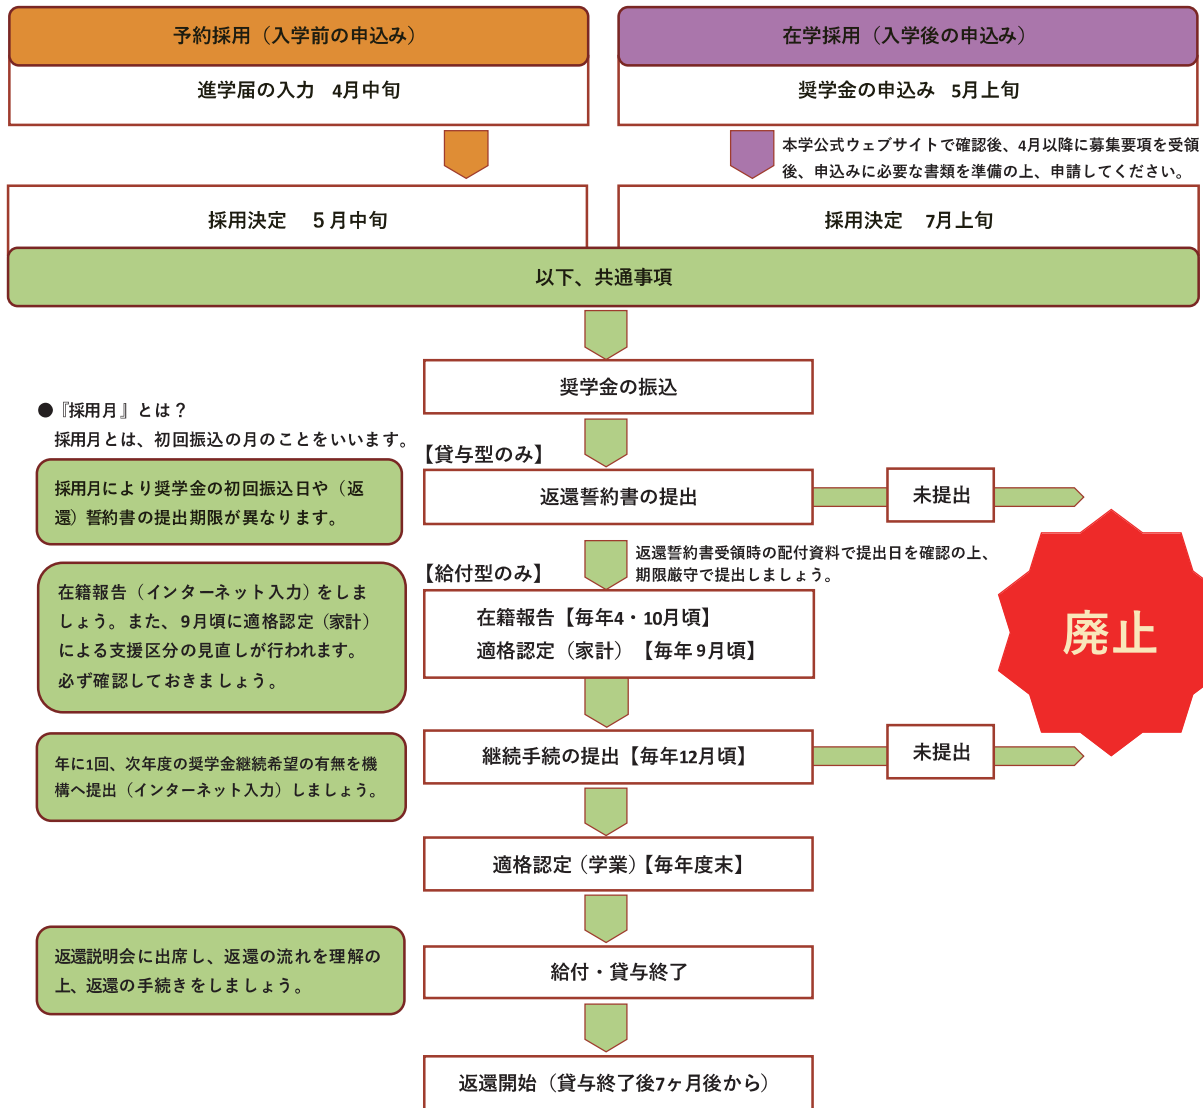 予約採用（入学前の申込み）
進学届の入力　4月中旬
在学採用（入学後の申込み）
奨学金の申込み　5月上旬
本学公式ウェブサイトで確認後、4月以降に募集要項を受領
後、申込みに必要な書類を準備の上、申請してください。
採用決定　５月中旬
採用決定　7月上旬
以下、共通事項
奨学金の振込
●『採用月』とは？
採用月とは、初回振込の月のことをいいます。
採用月により奨学金の初回振込日や（返
還）誓約書の提出期限が異なります。
【貸与型のみ】
返還誓約書の提出
未提出
返還誓約書受領時の配付資料で提出日を確認の上、
期限厳守で提出しましょう。
在籍報告（インターネット入力）をしま
しょう。また、9月頃に適格認定（家計）
による支援区分の見直しが行われます。
必ず確認しておきましょう。
【給付型のみ】
在籍報告【毎年4・10月頃】
適格認定（家計）【毎年９月頃】
廃止
年に1回、次年度の奨学金継続希望の有無を機
構へ提出（インターネット入力）しましょう。
継続手続の提出【毎年12月頃】
未提出
適格認定（学業）【毎年度末】
返還説明会に出席し、返還の流れを理解の
上、返還の手続きをしましょう。
給付・貸与終了
返還開始（貸与終了後7ヶ月後から）